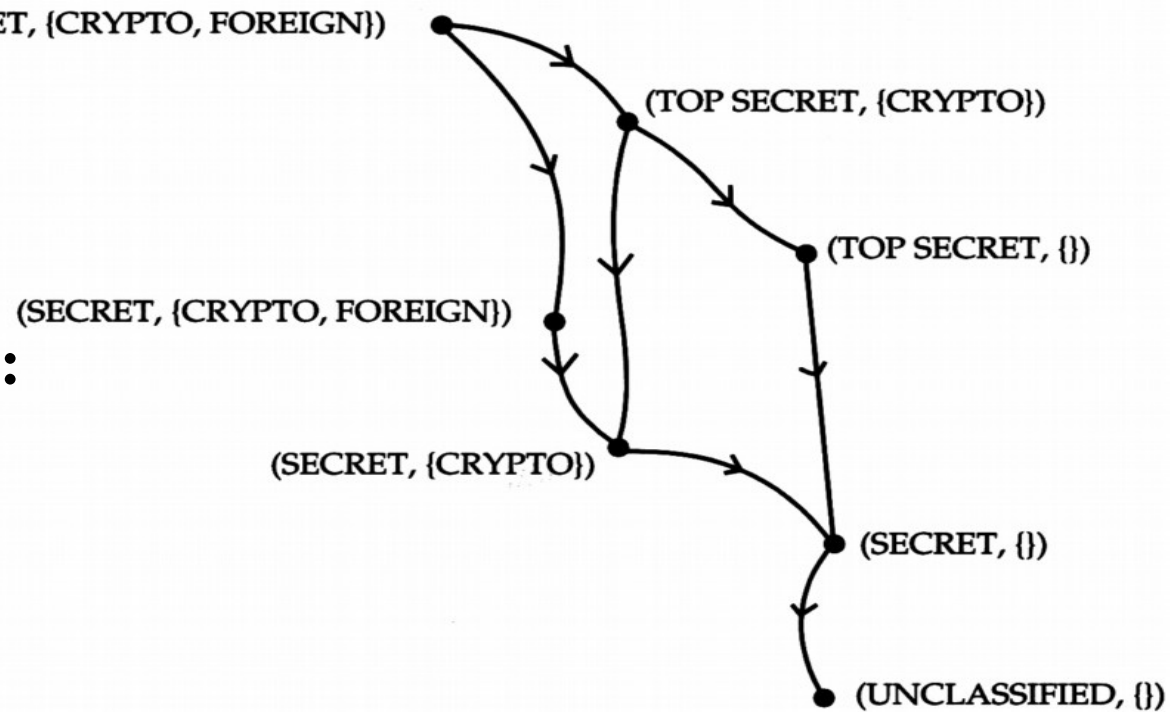 ET, {CRYPTO, FOREIGN})
(TOP SECRET, {CRYPTO})
(TOP SECRET, {})
(SECRET, {CRYPTO, FOREIGN})
:
(SECRET, {CRYPTO})
(SECRET, {})
(UNCLASSIFIED, {})